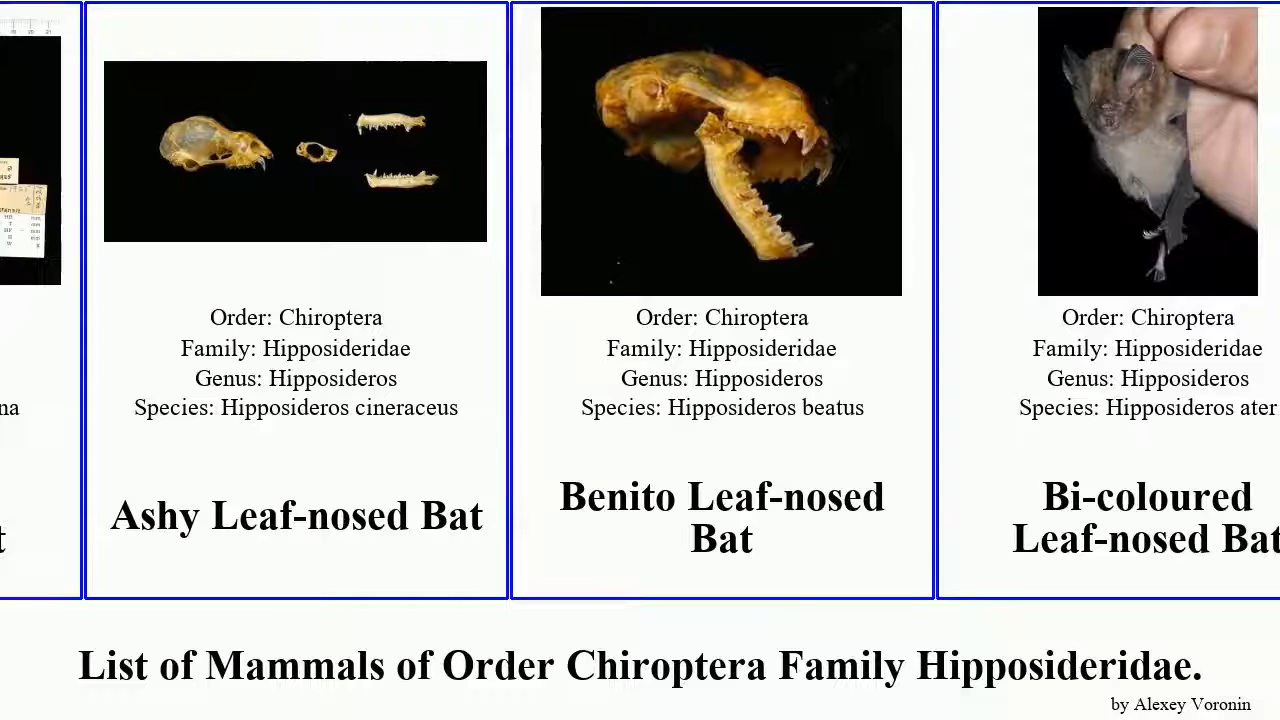 na
t
Order: Chiroptera
Family: Hipposideridae
Genus: Hipposideros
Species: Hipposideros cineraceus
Ashy Leaf-nosed Bat
Order: Chiroptera
Family: Hipposideridae
Genus: Hipposideros
Species: Hipposideros beatus
Benito Leaf-nosed
Bat
Order: Chiroptera
Family: Hipposideridae
Genus: Hipposideros
Species: Hipposideros ater
Bi-coloured
Leaf-nosed Bat
List of Mammals of Order Chiroptera Family Hipposideridae.
by Alexey Voronin